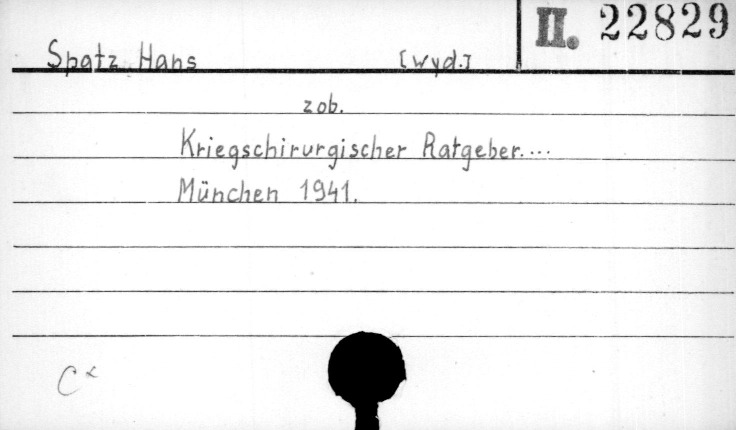 II. 22829
Spatz Hans [wyd.]
zob.
Kriegschirurgischer Ratgeber....
München 1941.